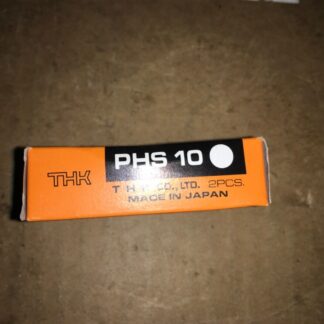 THK
PHS 10
T H K CO., LTD. 2PCS.
MADE IN JAPAN